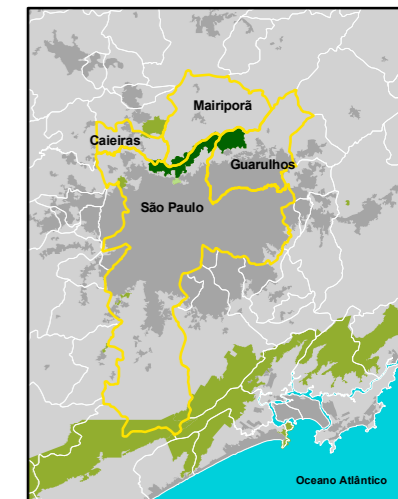 Mairiporã
Caieiras
Guarulhos
São Paulo
Oceano Atlântico